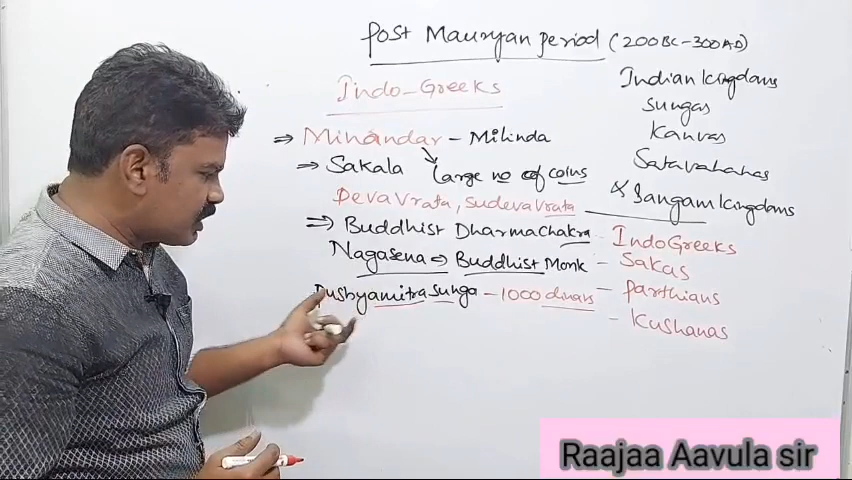 Post Mauryan period (200BC-300AD)
Indo-Greeks
⇒ Minandar - Milinda
⇒ Sakala Large no of coins
DevaVrata, SudevaVrata
⇒ Buddhist Dharmachakra
Nagasena ⇒ Buddhist Monk
Pushyamitra Sunga - 1000 dinars
Indian kingdoms
Sungas
Kanvas
Satavahanas
& Sangam kingdoms
- IndoGreeks
- Sakas
- Parthians
- Kushanas
Raajaa Aavula sir